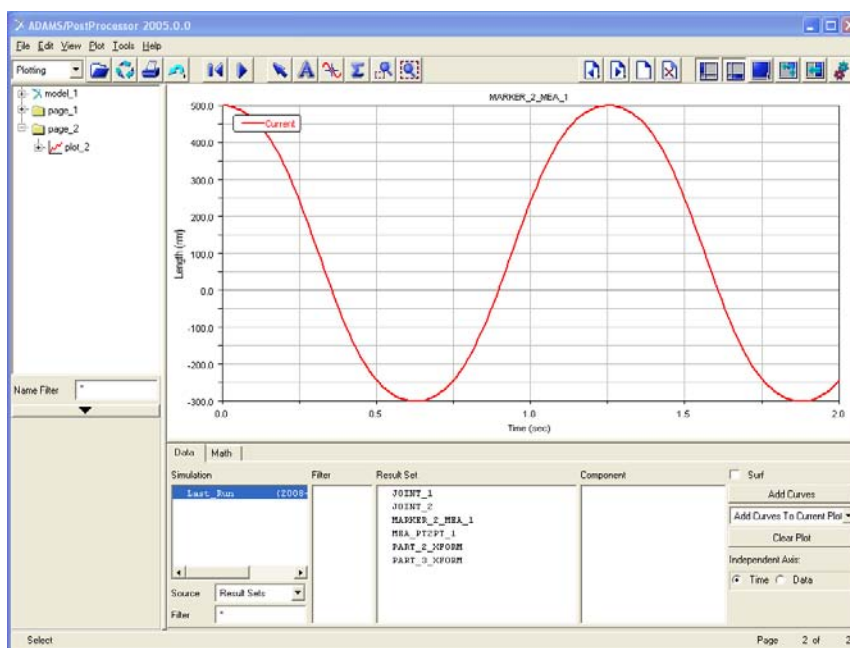 ADAMS/PostProcessor 2005.0.0
File Edit View Plot Tools Help
Plotting
model_1
page_1
page_2
plot_2
Name Filter *
MARKER_2_MEA_1
Current
500.0
400.0
300.0
200.0
100.0
0.0
-100.0
-200.0
-300.0
Length (mm)
0.0 0.5 1.0 1.5 2.0
Time (sec)
Data Math
Simulation Filter Result Set Component Surf
Last_Run (2008-
JOINT_1
JOINT_2
MARKER_2_MEA_1
MEA_PT2PT_1
PART_2_XFORM
PART_3_XFORM
Add Curves
Add Curves To Current Plot
Clear Plot
Independent Axis:
Time Data
Source Result Sets
Filter *
Select Page 2 of 2